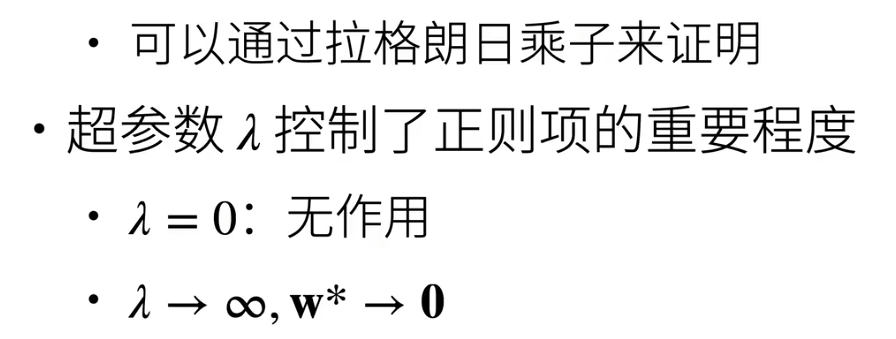 • 可以通过拉格朗日乘子来证明
• 超参数 λ 控制了正则项的重要程度
• λ = 0：无作用
• λ → ∞, w* → 0